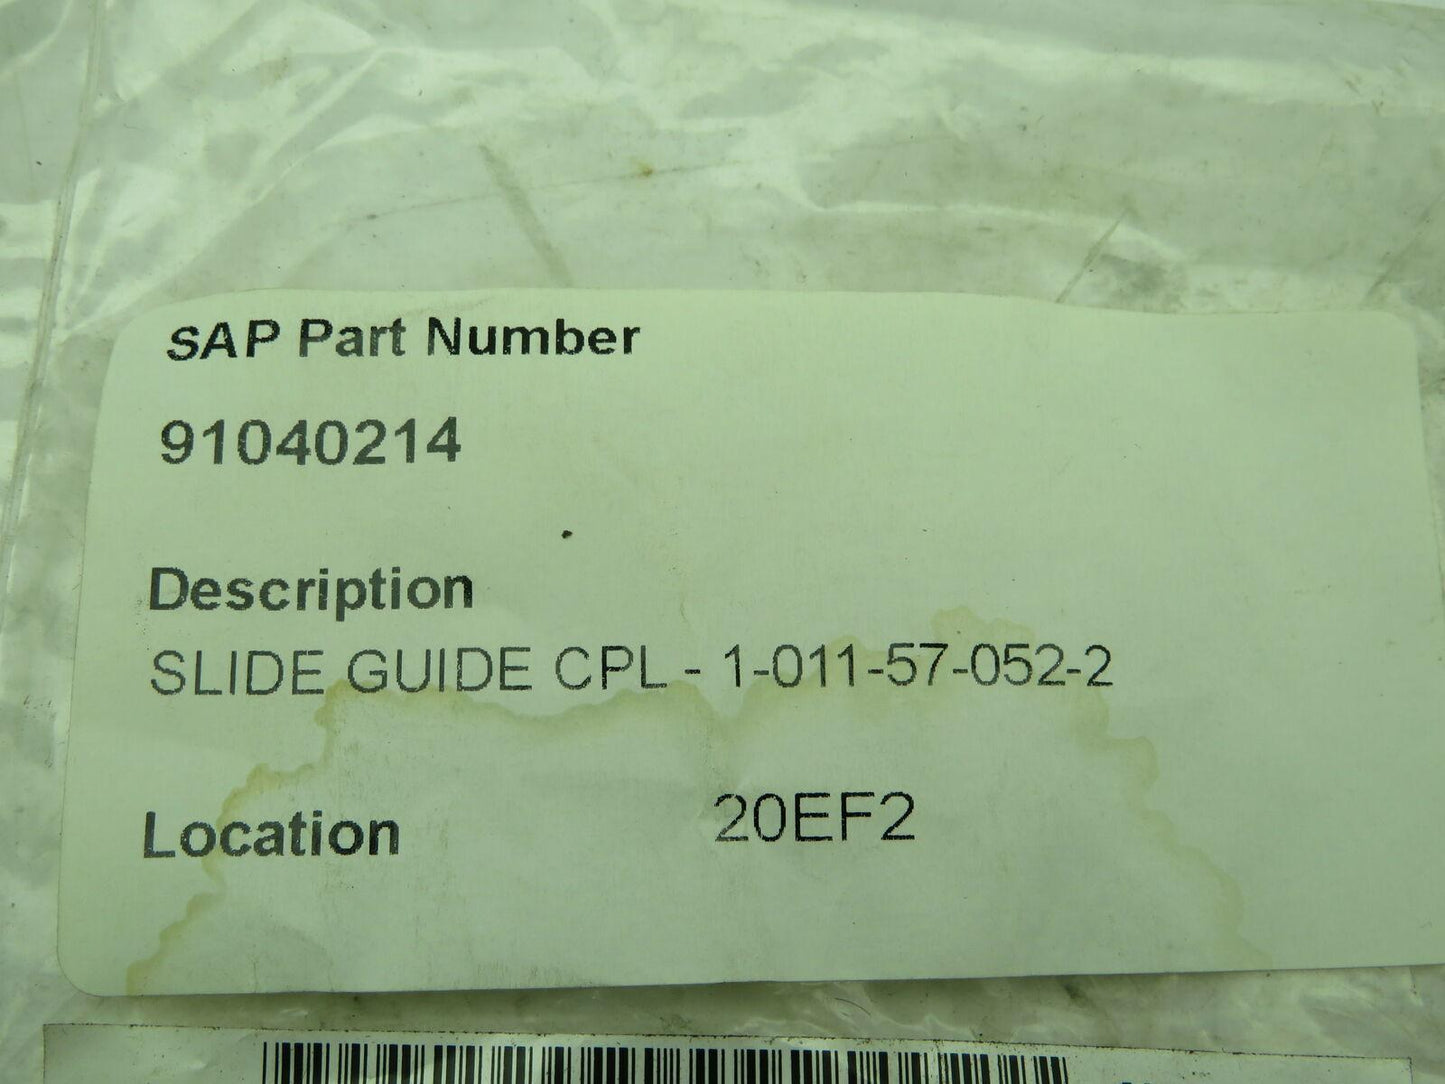 SAP Part Number
91040214
Description
SLIDE GUIDE CPL - 1-011-57-052-2
Location 20EF2